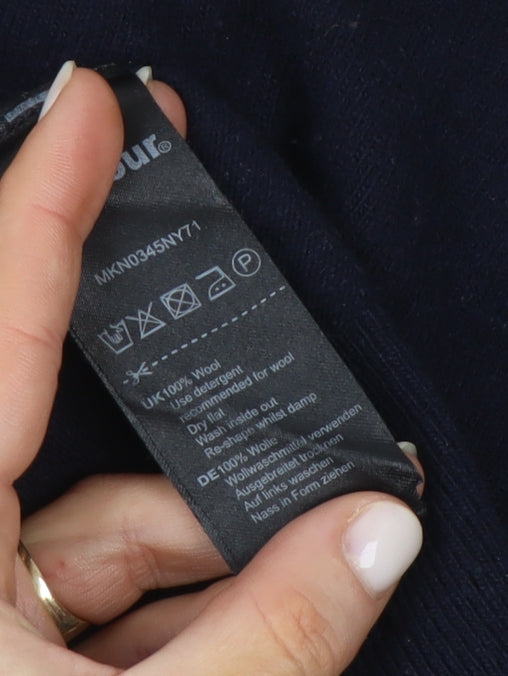 our®
MKN0345NY71
P
UK100% Wool
Use detergent
recommended for wool
Dry flat
Wash inside out
Re-shape whilst damp
DE100% Wolle
Wollwaschmittel verwenden
Ausgebreitet trocknen
Auf links waschen
Nass in Form ziehen